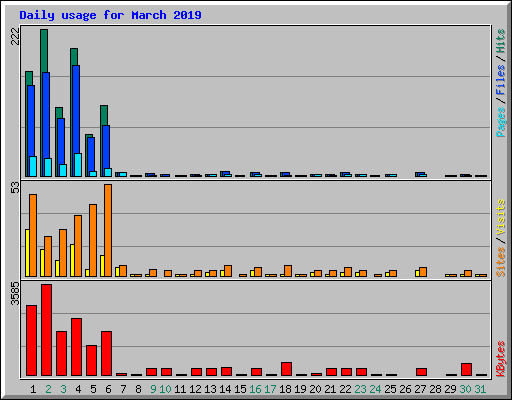 Daily usage for March 2019
222
Pages / Files / Hits
53
Sites / Visits
3585
KBytes
1 2 3 4 5 6 7 8 9 10 11 12 13 14 15 16 17 18 19 20 21 22 23 24 25 26 27 28 29 30 31